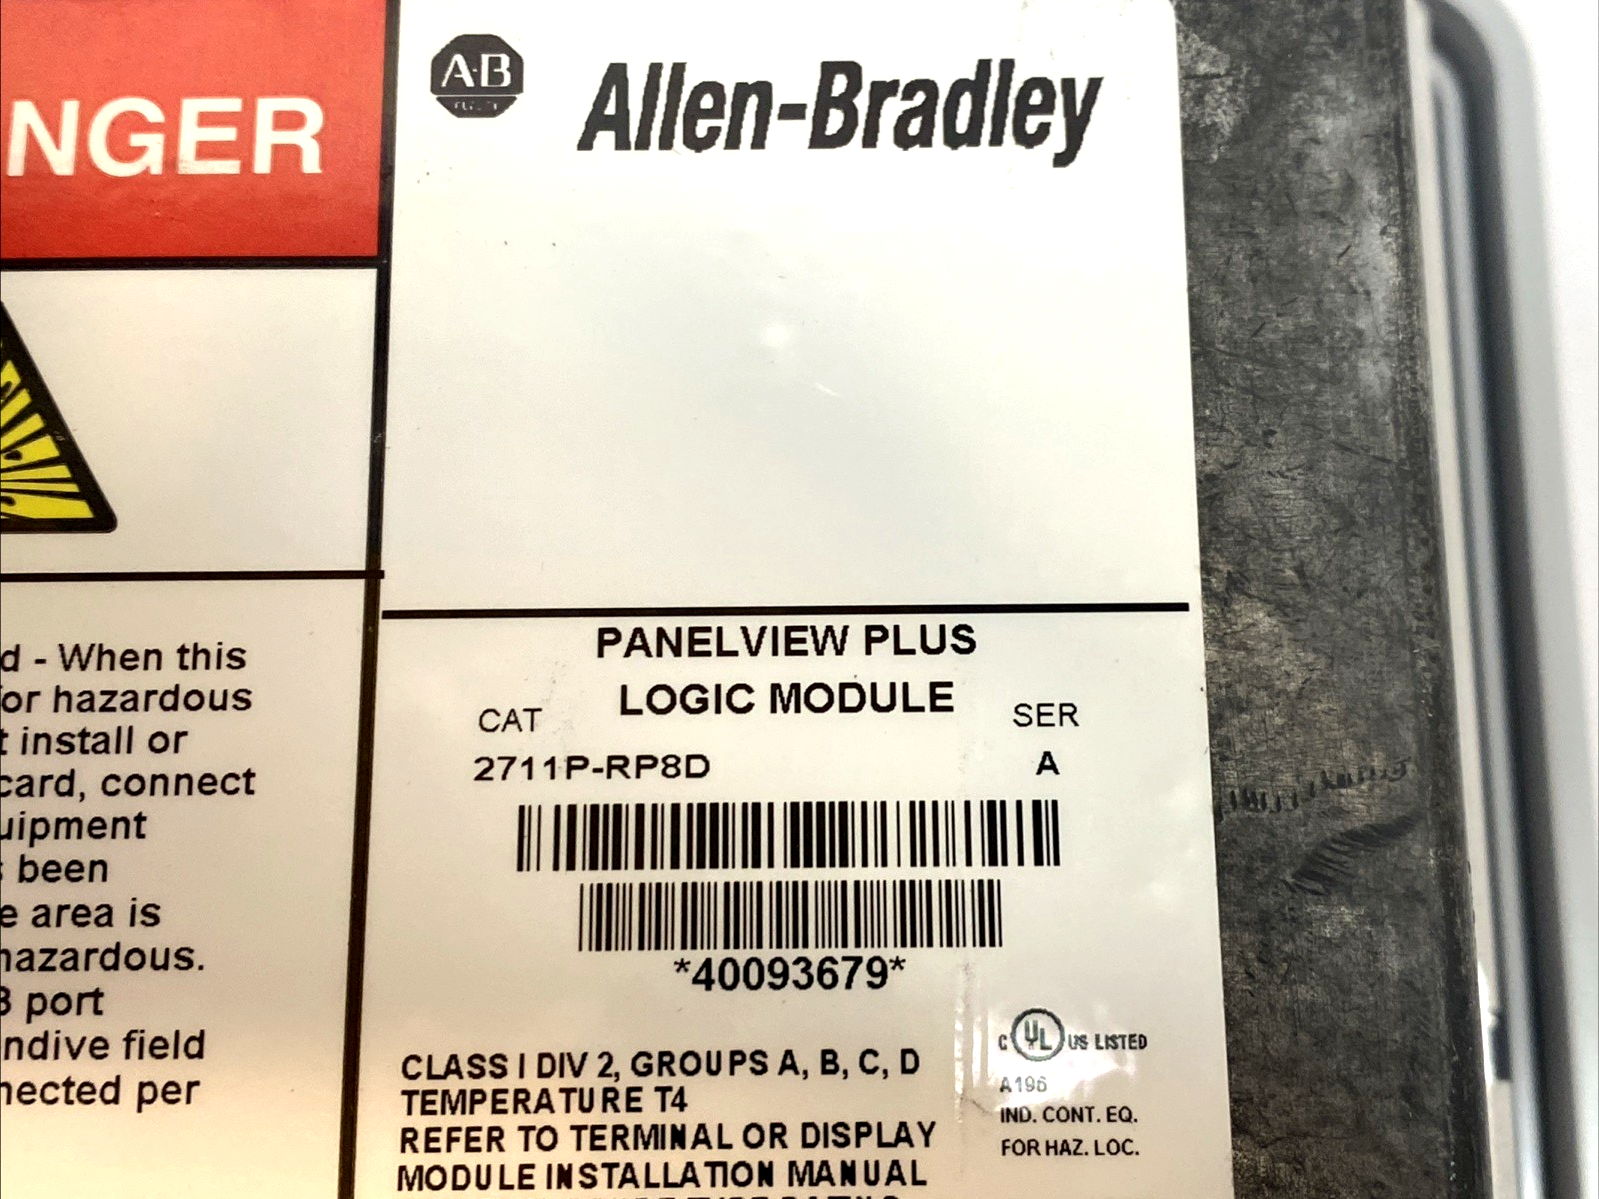 NGER
d - When this
or hazardous
t install or
card, connect
uipment
been
e area is
hazardous.
port
ndive field
nected per
A·B
Allen-Bradley
PANELVIEW PLUS
LOGIC MODULE
CAT SER
2711P-RP8D A
*40093679*
CLASS I DIV 2, GROUPS A, B, C, D
TEMPERATURE T4
REFER TO TERMINAL OR DISPLAY
MODULE INSTALLATION MANUAL
C UL US LISTED
A196
IND. CONT. EQ.
FOR HAZ. LOC.